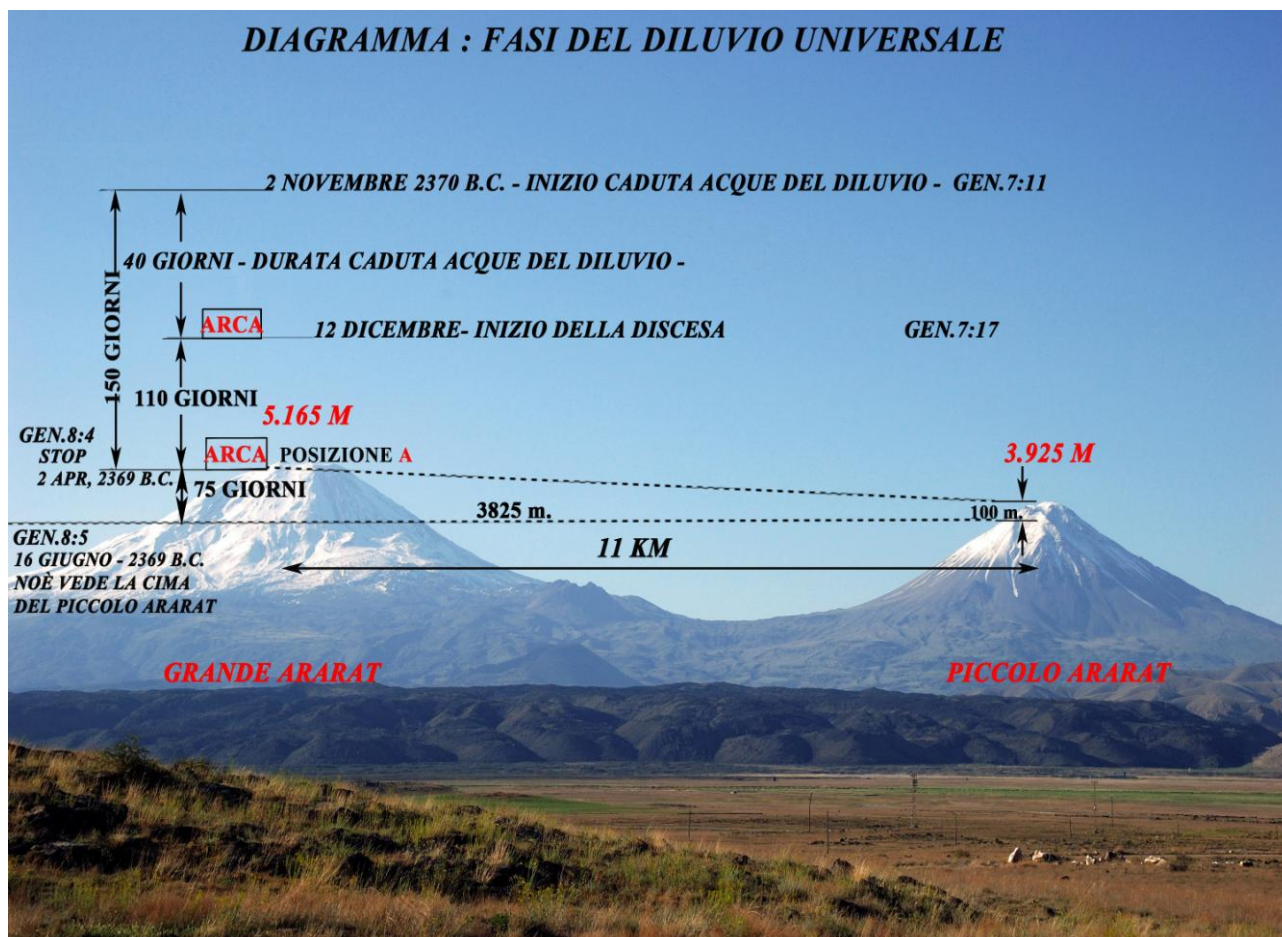 DIAGRAMMA : FASI DEL DILUVIO UNIVERSALE
2 NOVEMBRE 2370 B.C. - INIZIO CADUTA ACQUE DEL DILUVIO - GEN.7:11
40 GIORNI - DURATA CADUTA ACQUE DEL DILUVIO -
150 GIORNI
ARCA
12 DICEMBRE- INIZIO DELLA DISCESA
GEN.7:17
110 GIORNI
5.165 M
GEN.8:4
STOP
2 APR, 2369 B.C.
ARCA POSIZIONE A
3.925 M
75 GIORNI
3825 m.
100 m.
GEN.8:5
16 GIUGNO - 2369 B.C.
NOÈ VEDE LA CIMA
DEL PICCOLO ARARAT
11 KM
GRANDE ARARAT
PICCOLO ARARAT